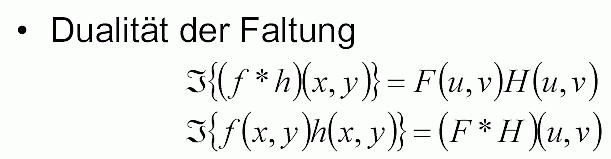 • Dualität der Faltung
ℑ{(f * h)(x, y)} = F(u, v)H(u, v)
ℑ{f(x, y)h(x, y)} = (F * H)(u, v)